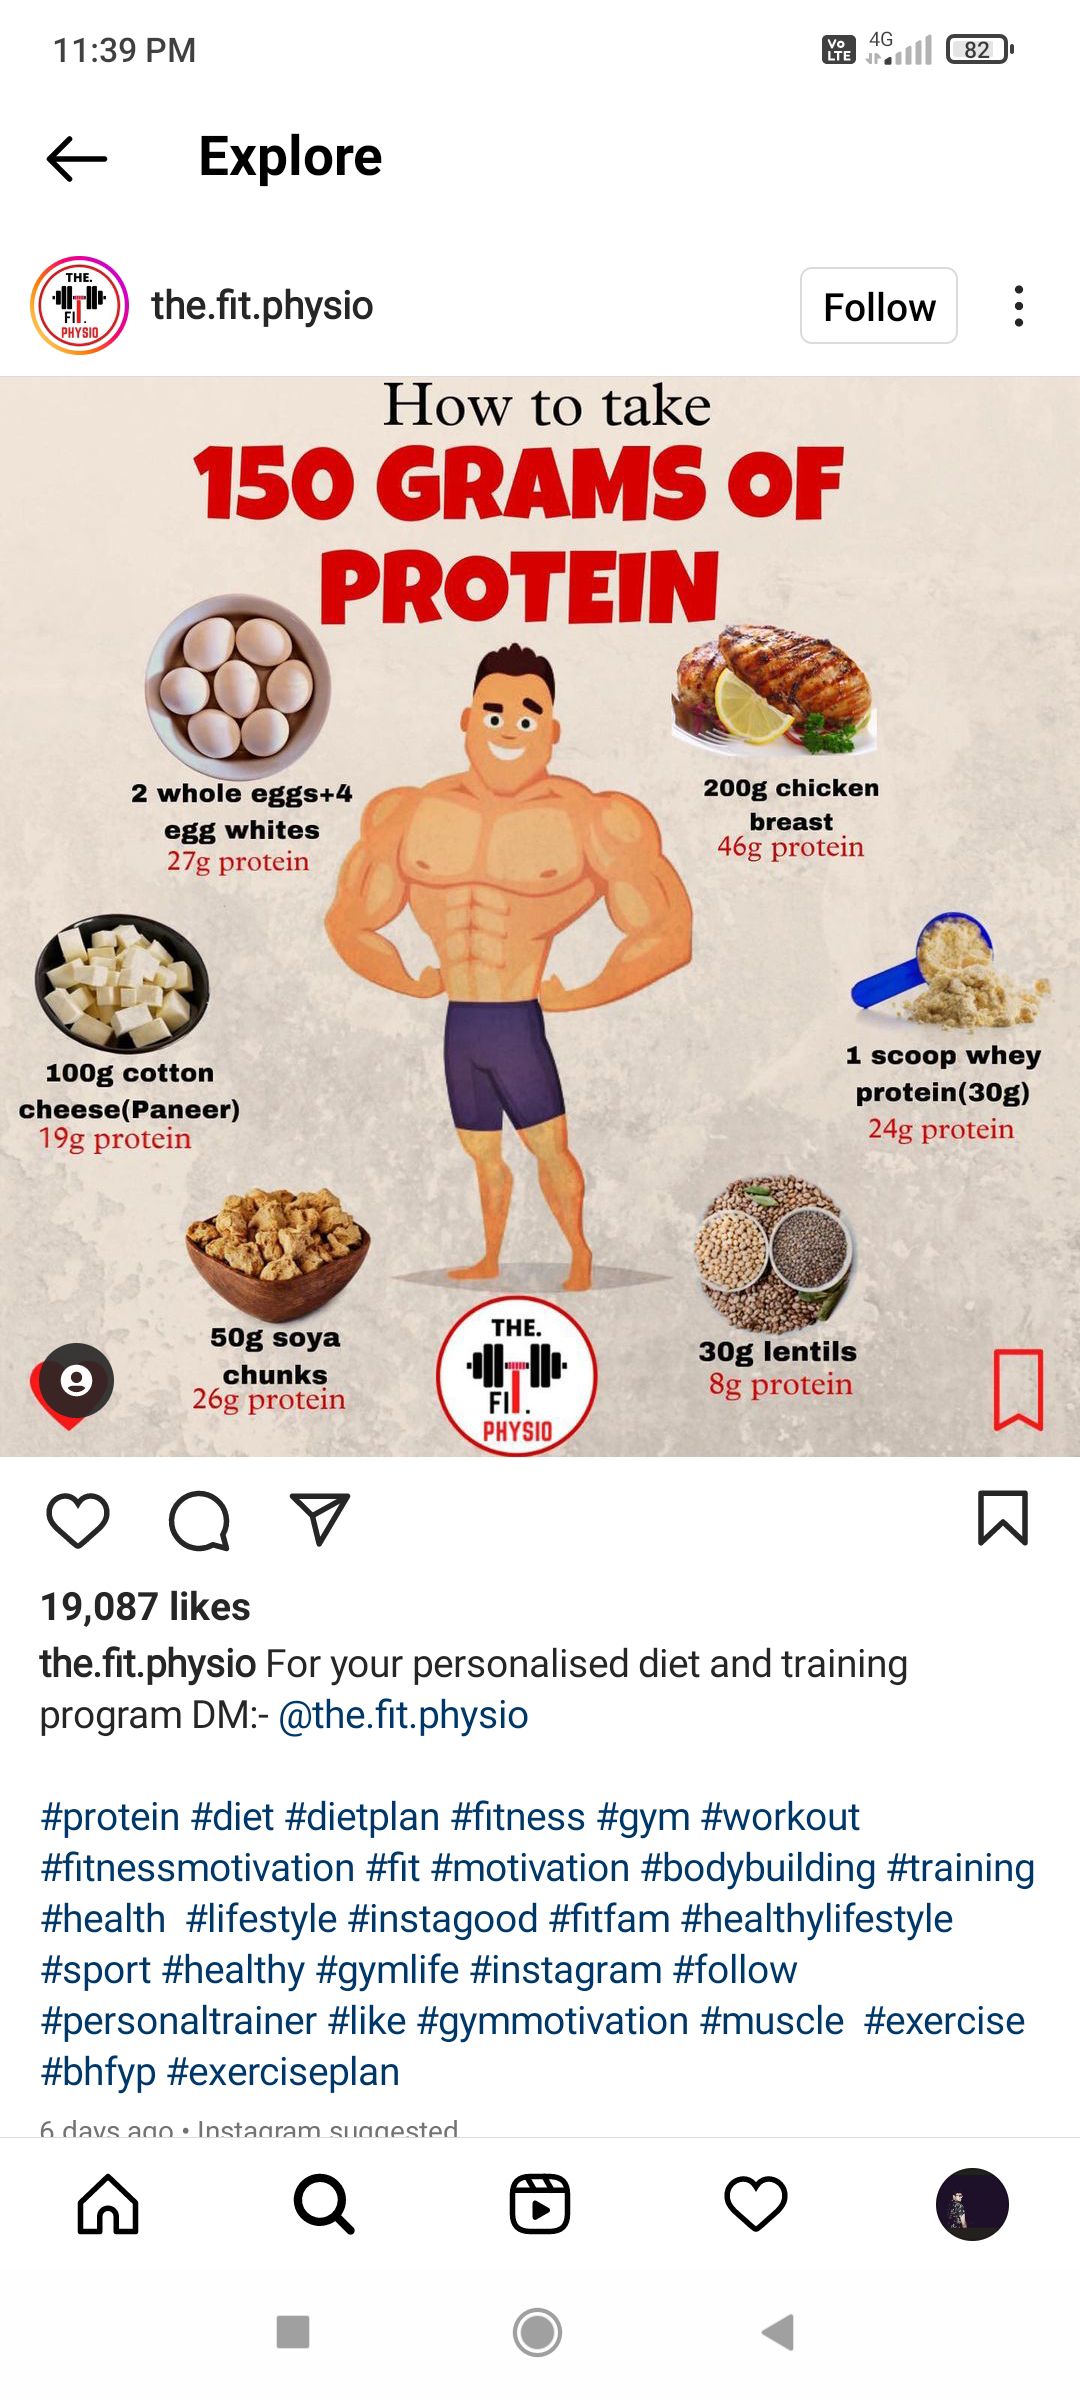 11:39 PM
Vo LTE 4G 82
Explore
THE.
FIT.
PHYSIO
the.fit.physio
Follow
How to take
150 GRAMS OF
PROTEIN
2 whole eggs+4
egg whites
27g protein
200g chicken
breast
46g protein
100g cotton
cheese(Paneer)
19g protein
1 scoop whey
protein(30g)
24g protein
50g soya
chunks
26g protein
THE.
FIT.
PHYSIO
30g lentils
8g protein
19,087 likes
the.fit.physio For your personalised diet and training
program DM:- @the.fit.physio
#protein #diet #dietplan #fitness #gym #workout
#fitnessmotivation #fit #motivation #bodybuilding #training
#health  #lifestyle #instagood #fitfam #healthylifestyle
#sport #healthy #gymlife #instagram #follow
#personaltrainer #like #gymmotivation #muscle  #exercise
#bhfyp #exerciseplan
6 days ago • Instagram suggested